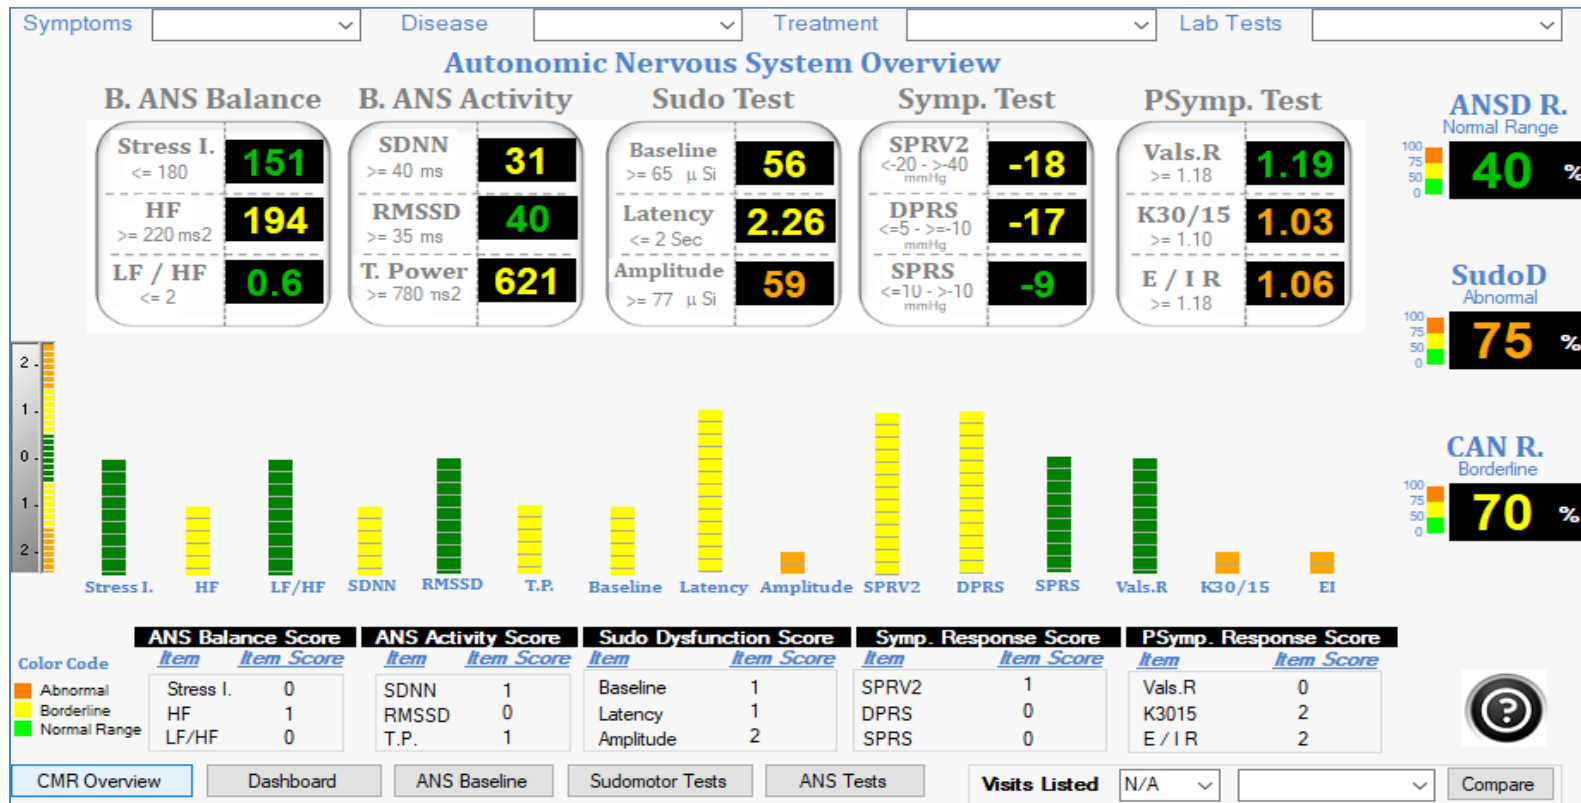 Symptoms Disease Treatment Lab Tests
Autonomic Nervous System Overview
B. ANS Balance B. ANS Activity Sudo Test Symp. Test PSymp. Test
Stress I. 151
<= 180
HF 194
>= 220 ms2
LF / HF 0.6
<= 2
SDNN 31
>= 40 ms
RMSSD 40
>= 35 ms
T. Power 621
>= 780 ms2
Baseline 56
>= 65 μ Si
Latency 2.26
<= 2 Sec
Amplitude 59
>= 77 μ Si
SPRV2 -18
<-20 - >-40
mmHg
DPRS -17
<=5 - >=-10
mmHg
SPRS -9
<=10 - >-10
mmHg
Vals.R 1.19
>= 1.18
K30/15 1.03
>= 1.10
E / I R 1.06
>= 1.18
ANSD R.
Normal Range
100
75
50
0
40 %
SudoD
Abnormal
100
75
50
0
75 %
CAN R.
Borderline
100
75
50
0
70 %
2 -
1 -
0 -
1 -
2 -
Stress I. HF LF/HF SDNN RMSSD T.P. Baseline Latency Amplitude SPRV2 DPRS SPRS Vals.R K30/15 EI
Color Code
Abnormal
Borderline
Normal Range
ANS Balance Score
Item Item Score
Stress I. 0
HF 1
LF/HF 0
ANS Activity Score
Item Item Score
SDNN 1
RMSSD 0
T.P. 1
Sudo Dysfunction Score
Item Item Score
Baseline 1
Latency 1
Amplitude 2
Symp. Response Score
Item Item Score
SPRV2 1
DPRS 0
SPRS 0
PSymp. Response Score
Item Item Score
Vals.R 0
K3015 2
E / I R 2
?
CMR Overview Dashboard ANS Baseline Sudomotor Tests ANS Tests Visits Listed N/A Compare